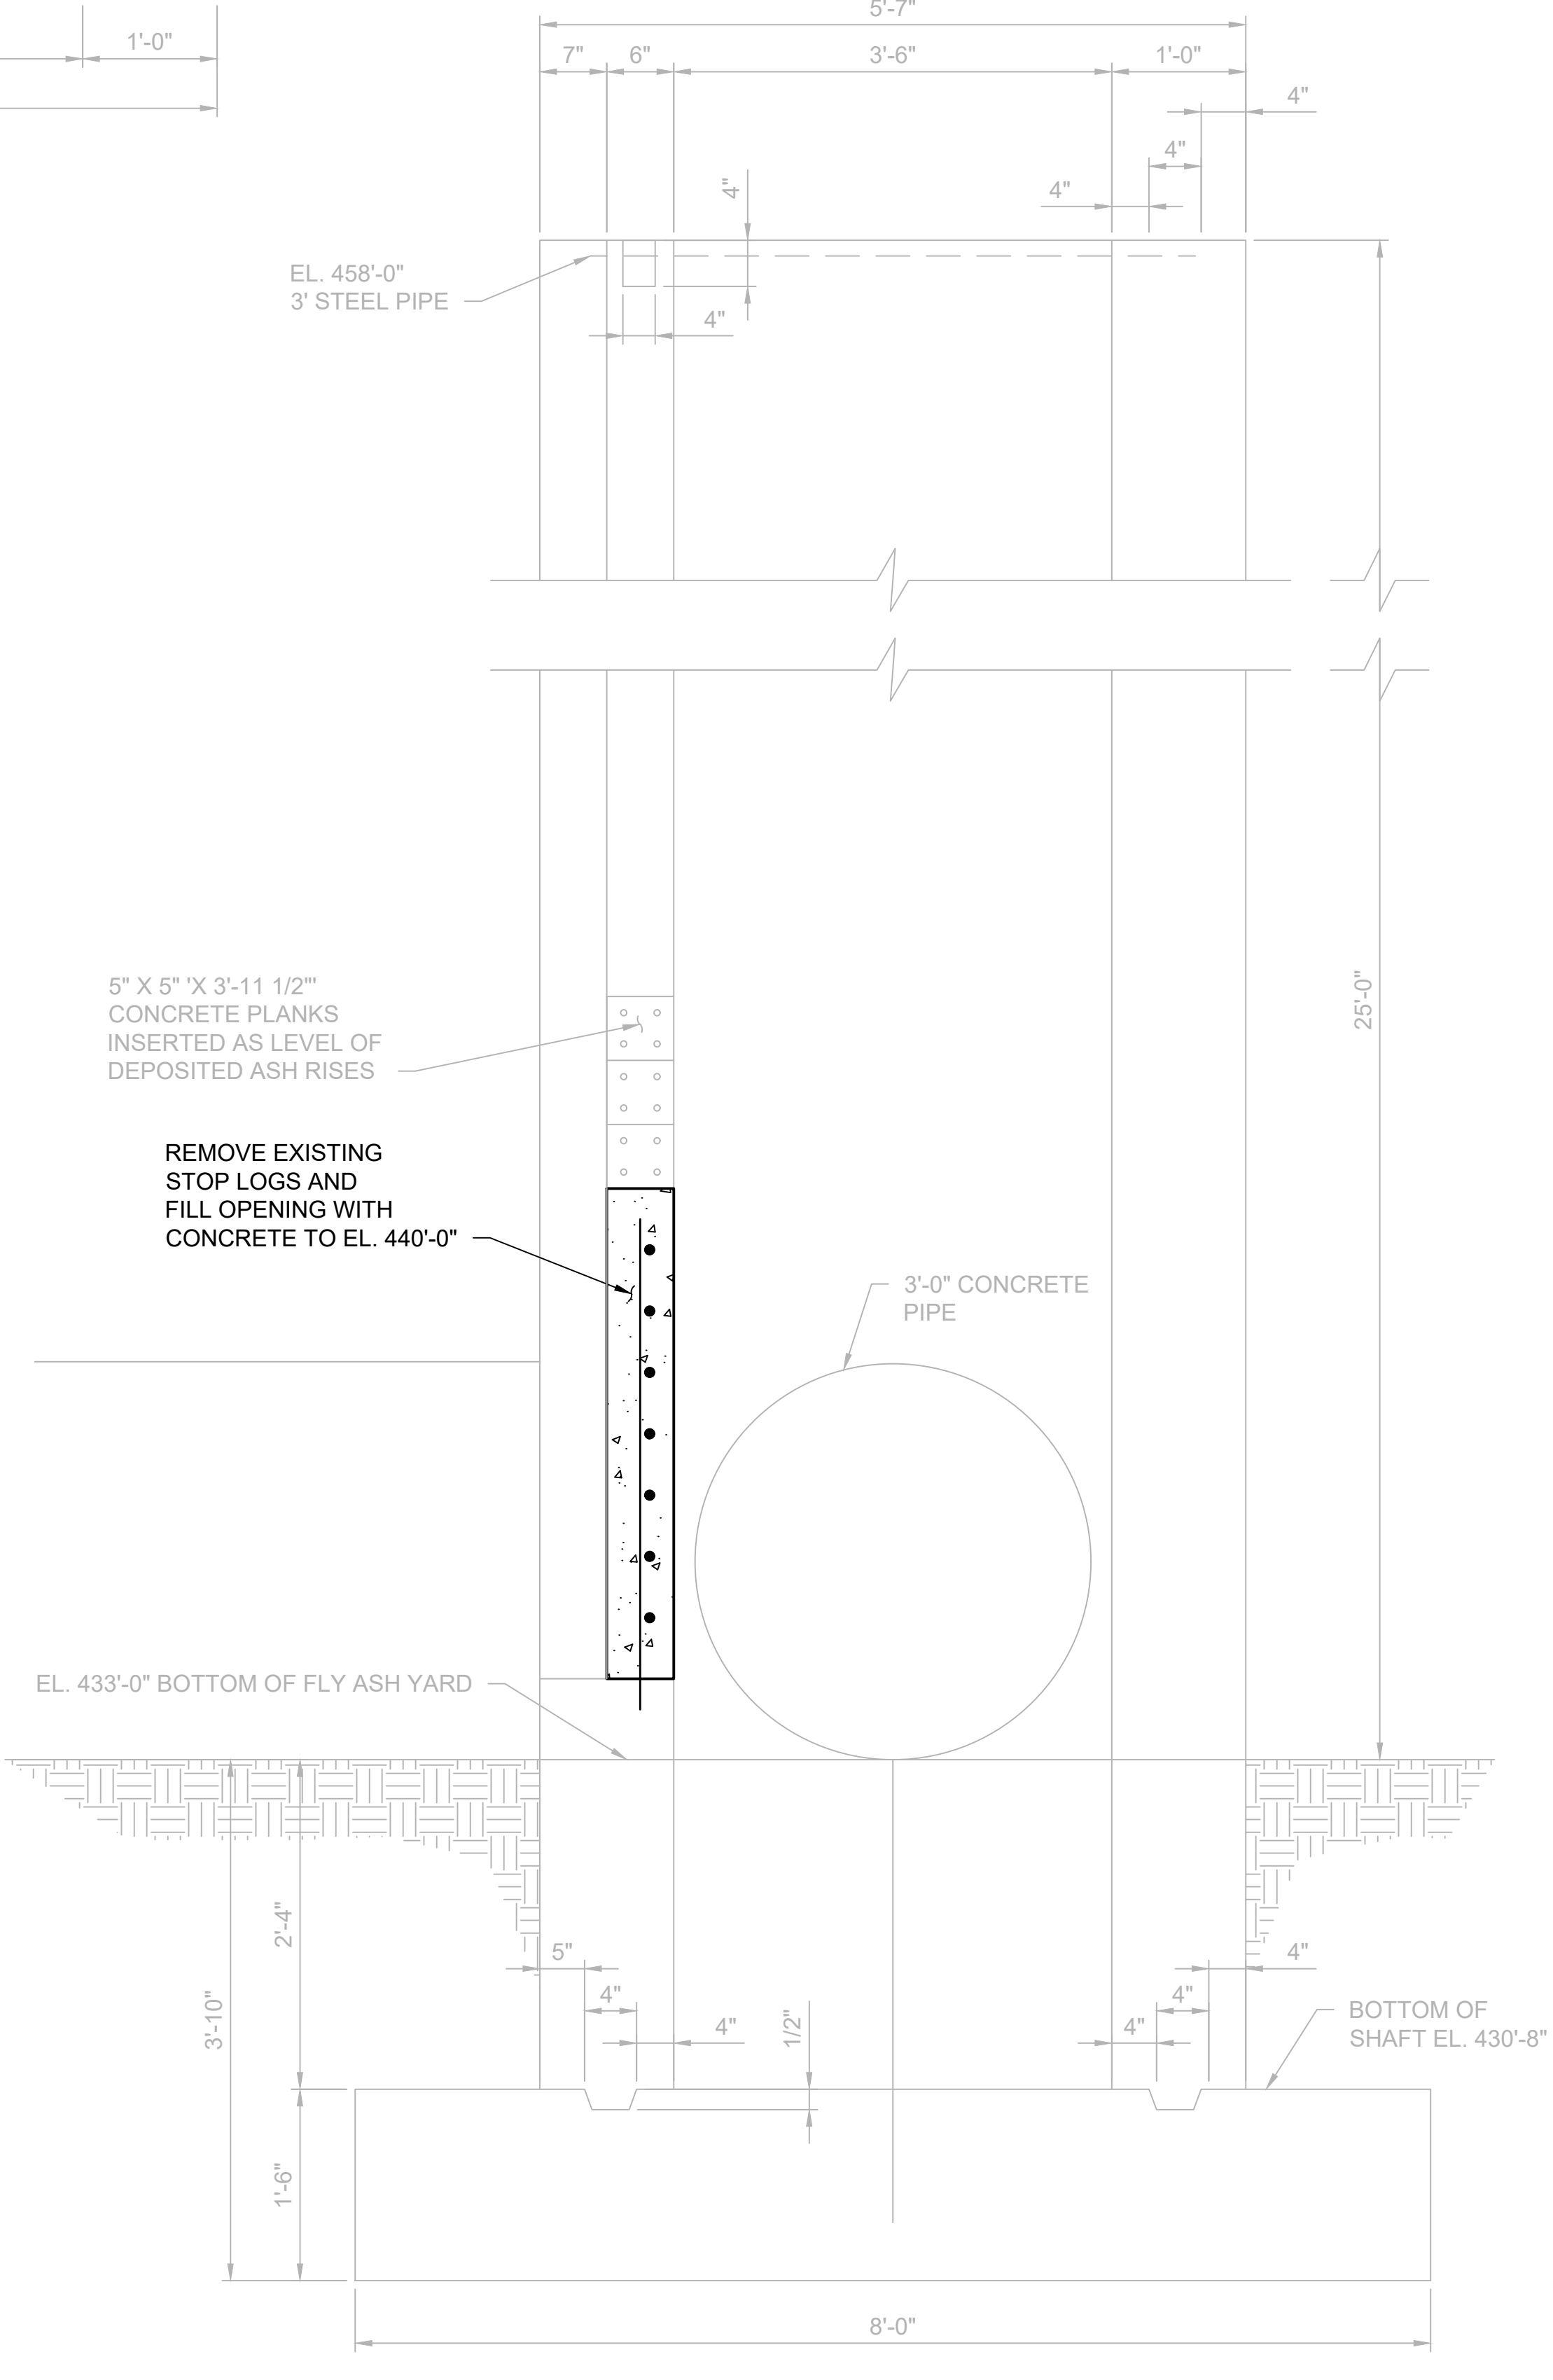 5'-7"
1'-0"
7"
6"
3'-6"
1'-0"
4"
4"
4"
4"
EL. 458'-0"
3' STEEL PIPE
4"
5" X 5" 'X 3'-11 1/2"'
CONCRETE PLANKS
INSERTED AS LEVEL OF
DEPOSITED ASH RISES
25'-0"
REMOVE EXISTING
STOP LOGS AND
FILL OPENING WITH
CONCRETE TO EL. 440'-0"
3'-0" CONCRETE
PIPE
EL. 433'-0" BOTTOM OF FLY ASH YARD
2'-4"
5"
4"
4"
4"
3'-10"
4"
1/2"
4"
BOTTOM OF
SHAFT EL. 430'-8"
1'-6"
8'-0"